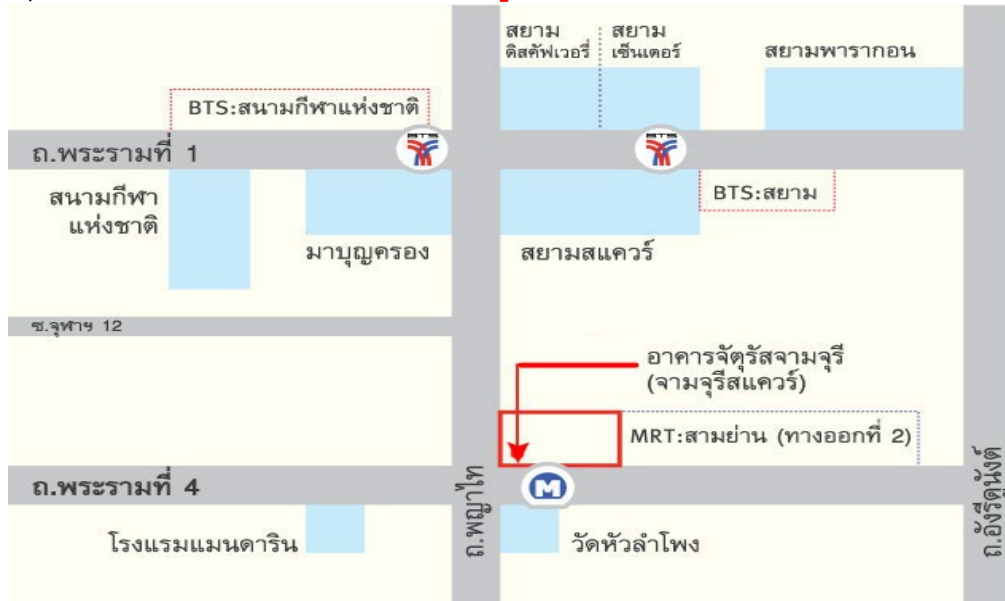 สยาม
ดิสคัฟเวอรี่
สยาม
เซ็นเตอร์
สยามพารากอน
BTS:สนามกีฬาแห่งชาติ
BTS
BTS
ถ.พระรามที่ 1
สนามกีฬา
แห่งชาติ
มาบุญครอง
สยามสแควร์
BTS:สยาม
ซ.จุฬาฯ 12
อาคารจัตุรัสจามจุรี
(จามจุรีสแควร์)
MRT:สามย่าน (ทางออกที่ 2)
ถ.พระรามที่ 4
M
ถ.พญาไท
ถ.อังรีดูนังต์
โรงแรมแมนดาริน
วัดหัวลำโพง